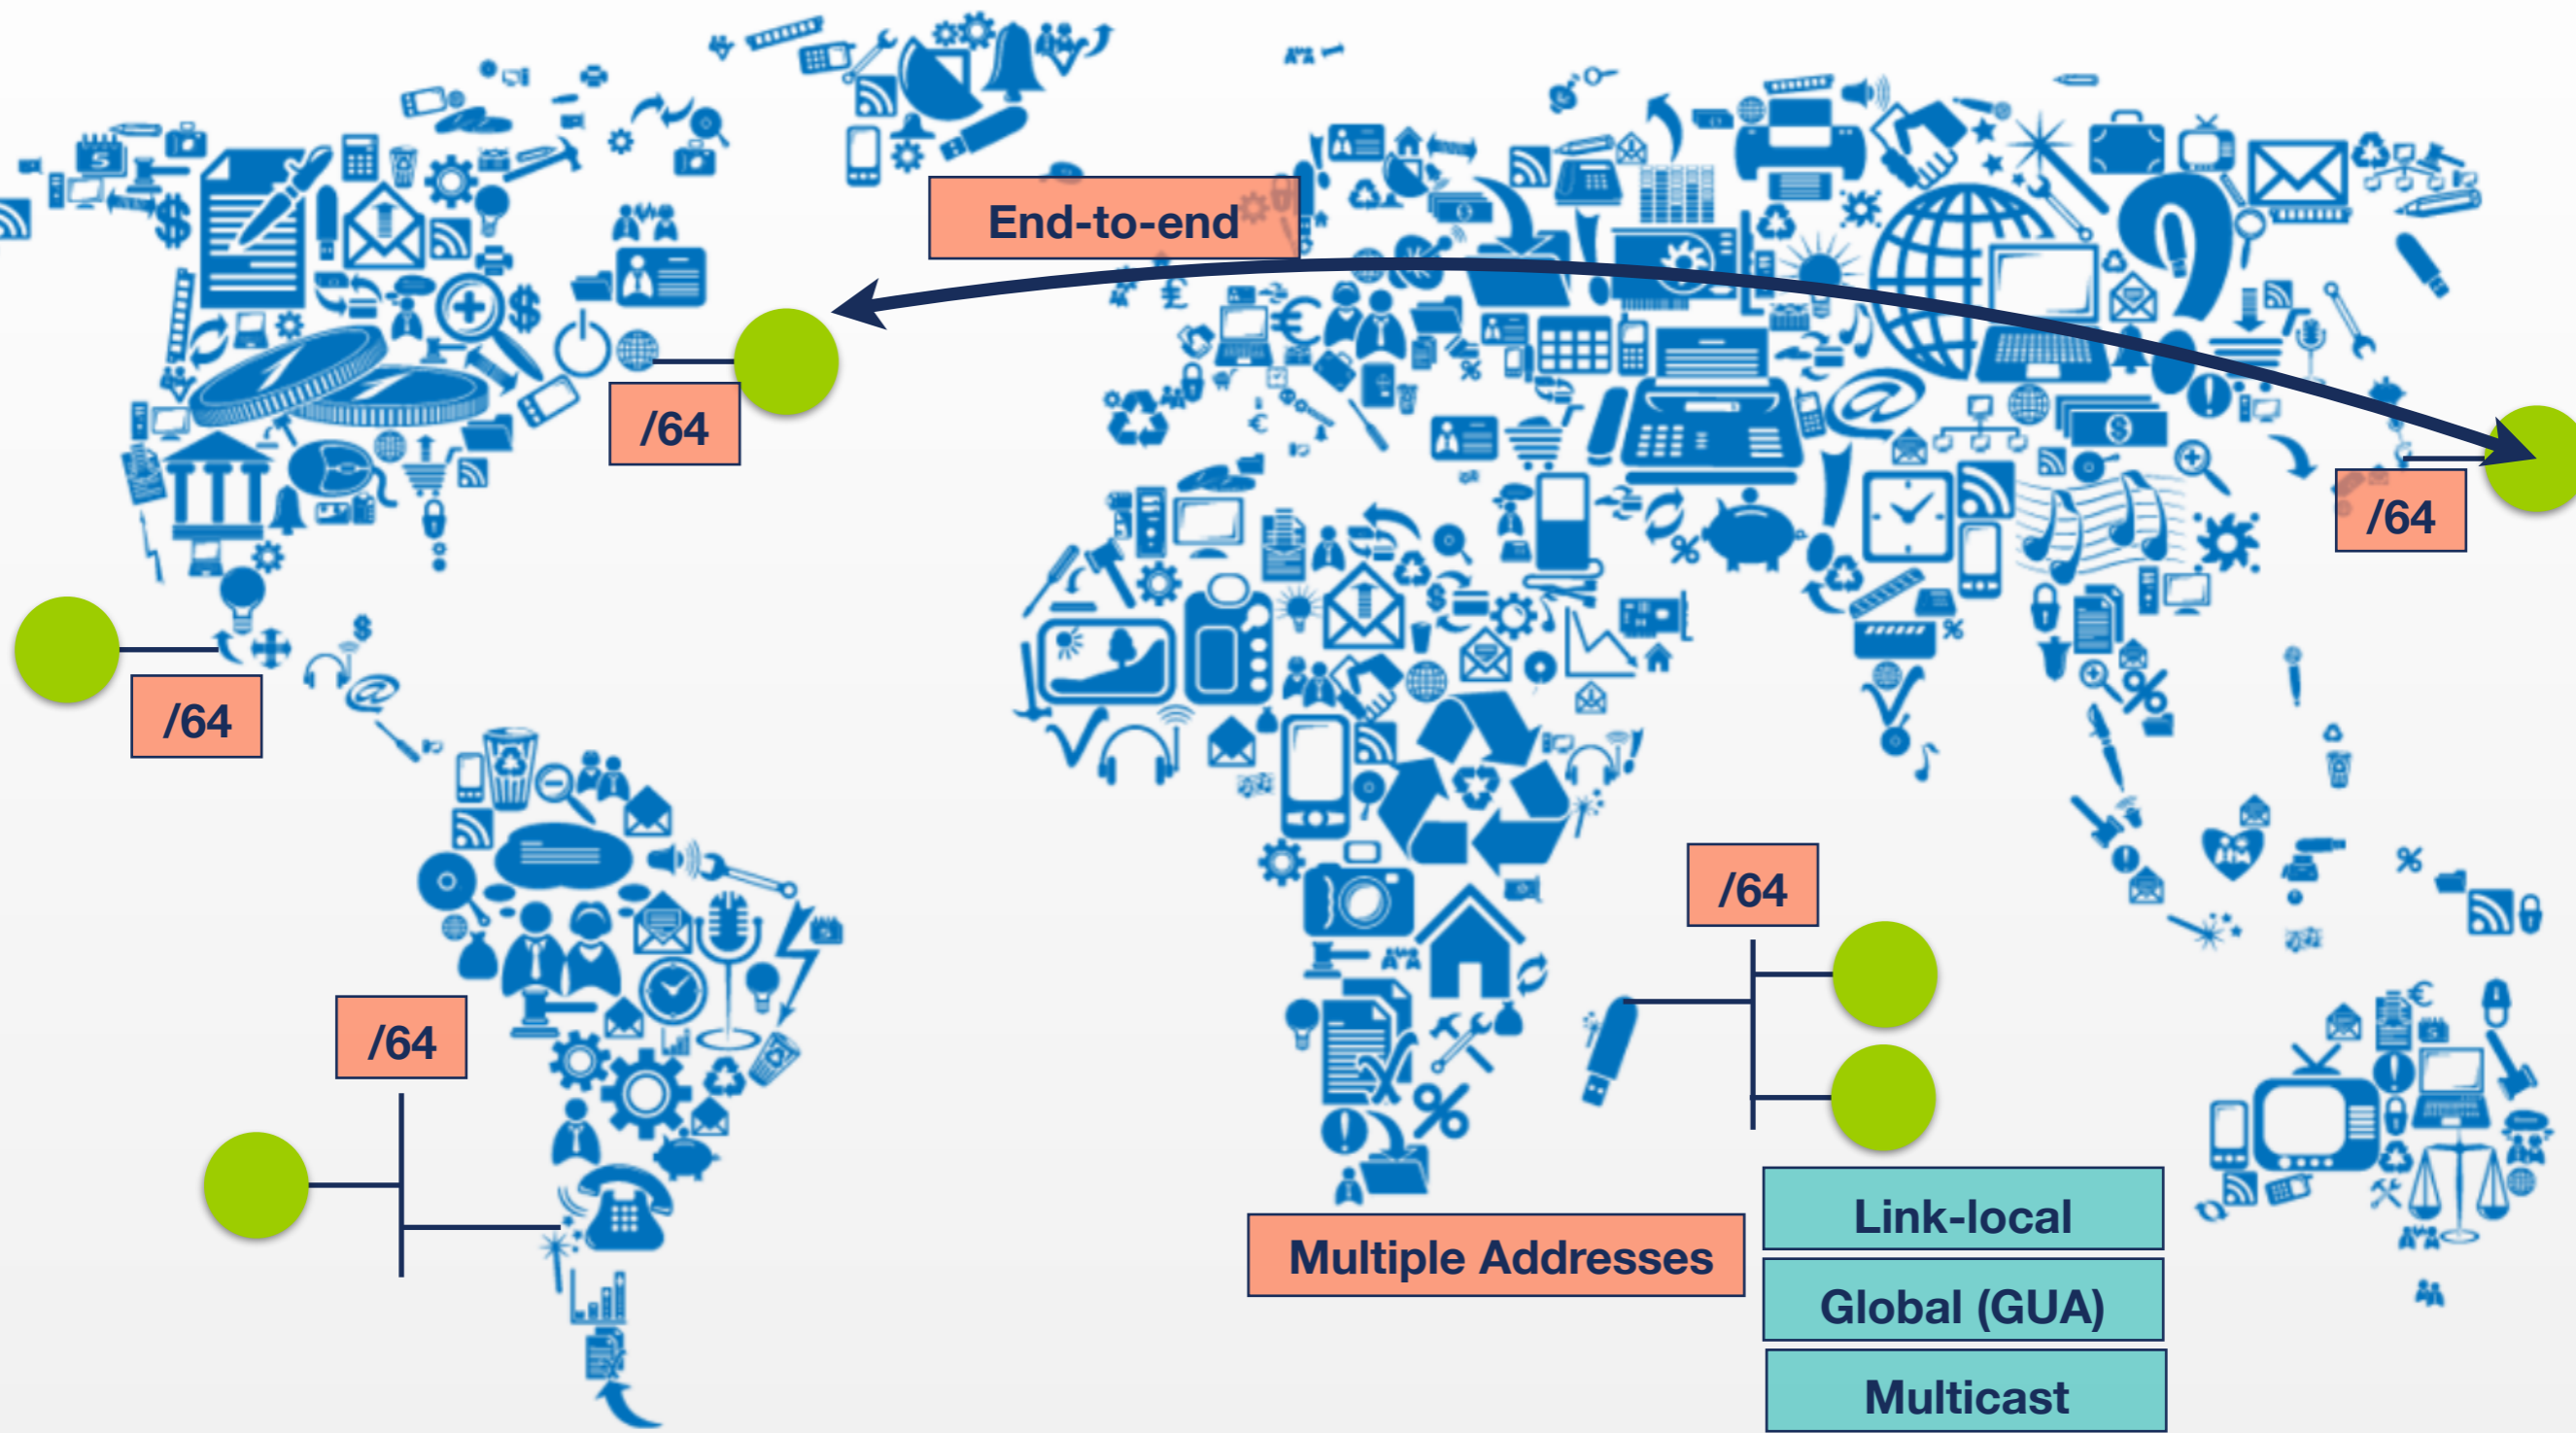 End-to-end
/64
/64
/64
/64
/64
Multiple Addresses
Link-local
Global (GUA)
Multicast